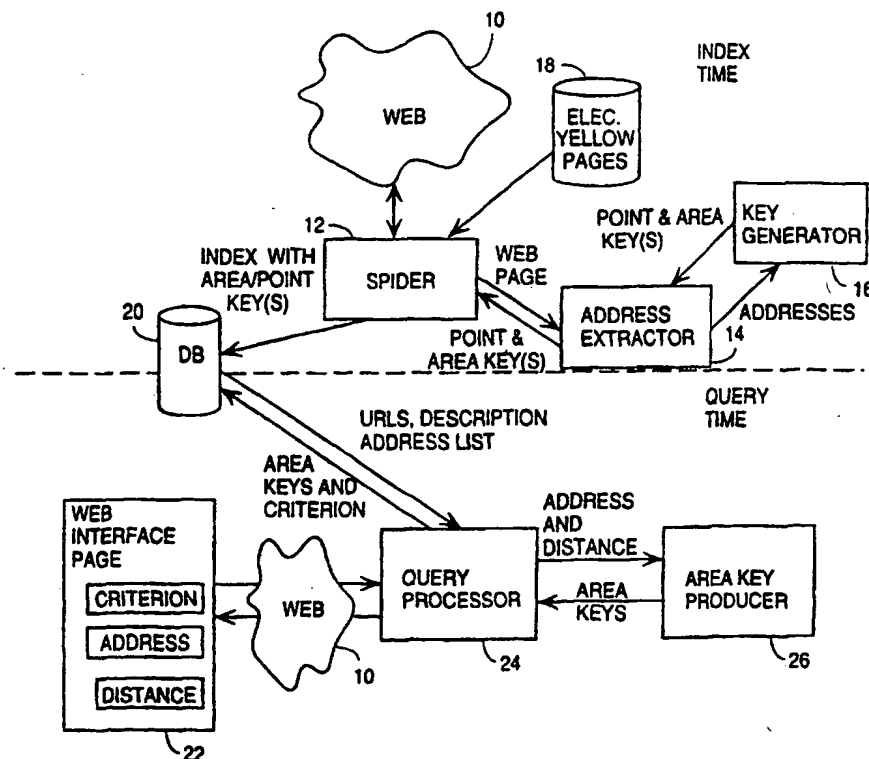 10
INDEX
TIME
18
WEB
ELEC.
YELLOW
PAGES
12
POINT & AREA
KEY(S)
KEY
GENERATOR
16
INDEX WITH
AREA/POINT
KEY(S)
SPIDER
WEB
PAGE
ADDRESS
EXTRACTOR
ADDRESSES
14
20
DB
POINT &
AREA KEY(S)
QUERY
TIME
URLS, DESCRIPTION
ADDRESS LIST
AREA
KEYS AND
CRITERION
WEB
INTERFACE
PAGE
CRITERION
ADDRESS
DISTANCE
22
WEB
10
QUERY
PROCESSOR
24
ADDRESS
AND
DISTANCE
AREA
KEYS
AREA KEY
PRODUCER
26